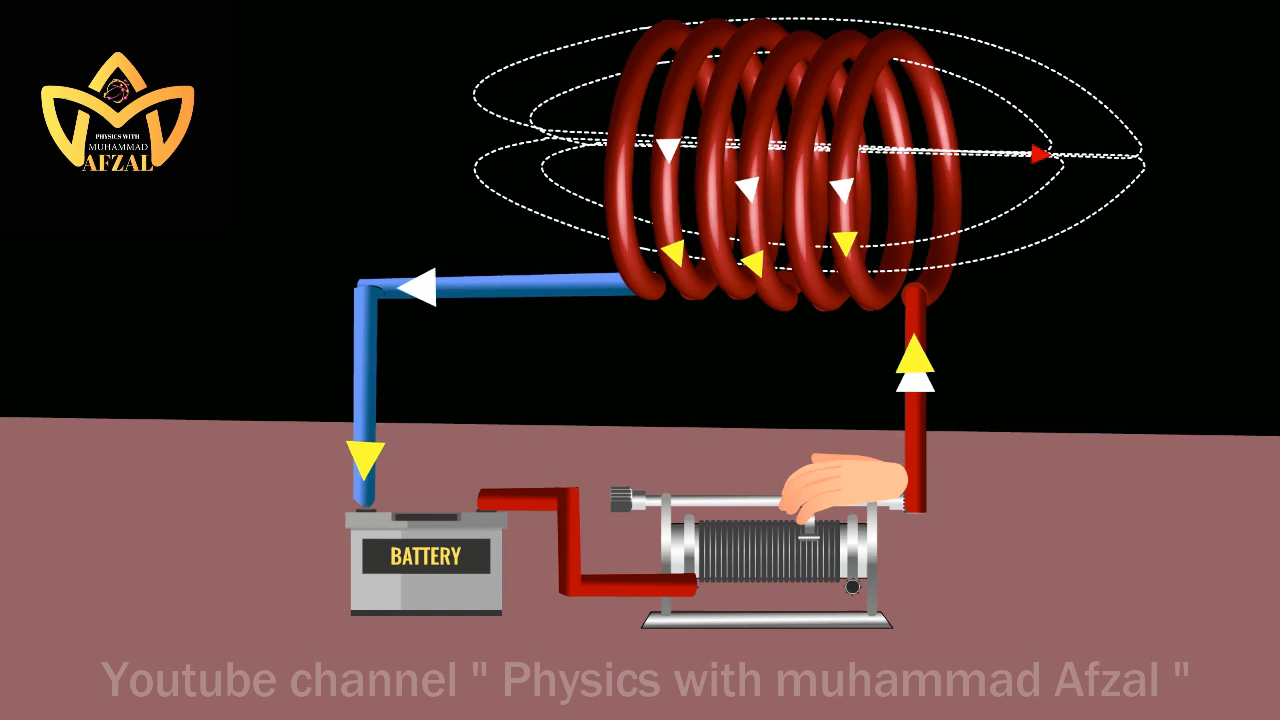 PHYSICS WITH
MUHAMMAD
AFZAL
BATTERY
Youtube channel " Physics with muhammad Afzal "